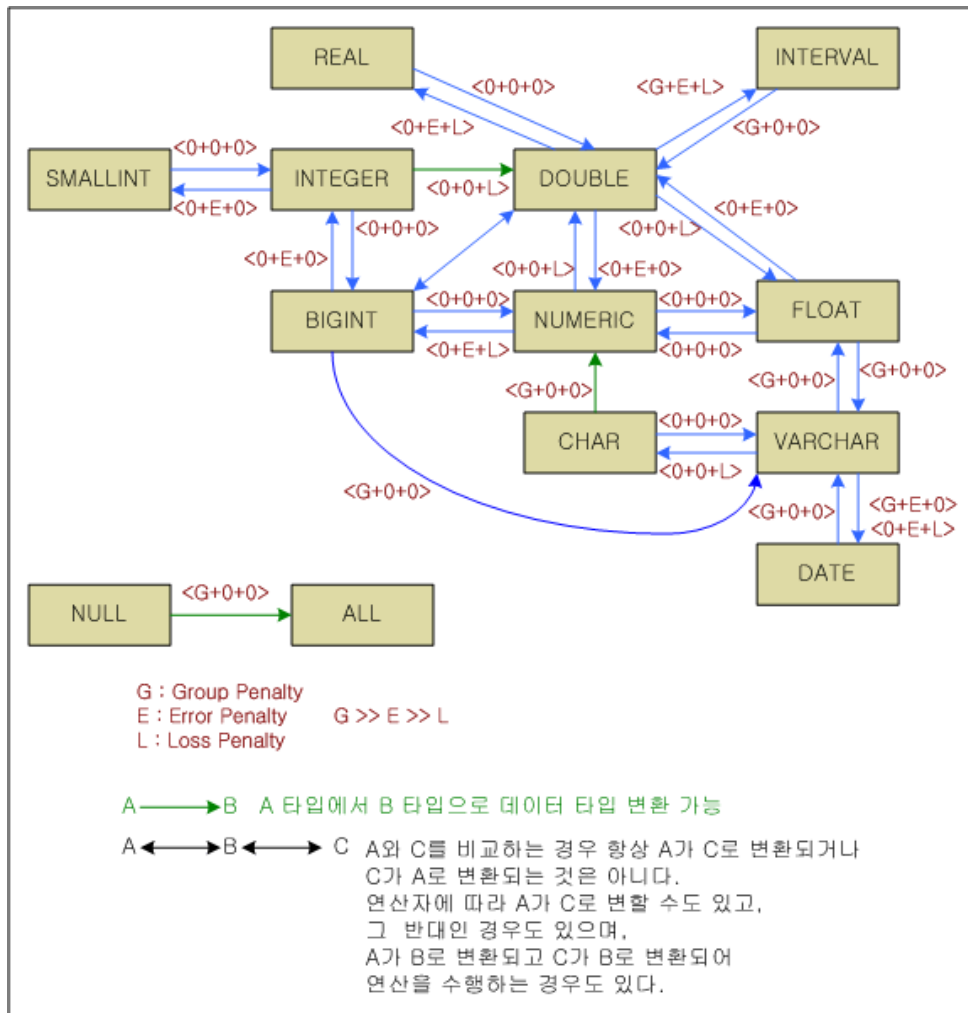 REAL
INTERVAL
<0+0+0>
<G+E+L>
<0+E+L>
<G+0+0>
<0+0+0>
SMALLINT
INTEGER
DOUBLE
<0+E+0>
<0+0+L>
<0+E+0>
<0+0+0>
<0+0+L>
<0+E+0>
<0+0+L>
<0+E+0>
BIGINT
<0+0+0>
NUMERIC
<0+0+0>
FLOAT
<0+E+L>
<0+0+0>
<G+0+0>
<G+0+0>
<G+0+0>
CHAR
<0+0+0>
VARCHAR
<0+0+L>
<G+0+0>
<G+0+0>
<G+E+0>
<0+E+L>
DATE
<G+0+0>
NULL
ALL
G : Group Penalty
E : Error Penalty G >> E >> L
L : Loss Penalty
A B A 타입에서 B 타입으로 데이터 타입 변환 가능
A B C A와 C를 비교하는 경우 항상 A가 C로 변환되거나
C가 A로 변환되는 것은 아니다.
연산자에 따라 A가 C로 변할 수도 있고,
그 반대인 경우도 있으며,
A가 B로 변환되고 C가 B로 변환되어
연산을 수행하는 경우도 있다.